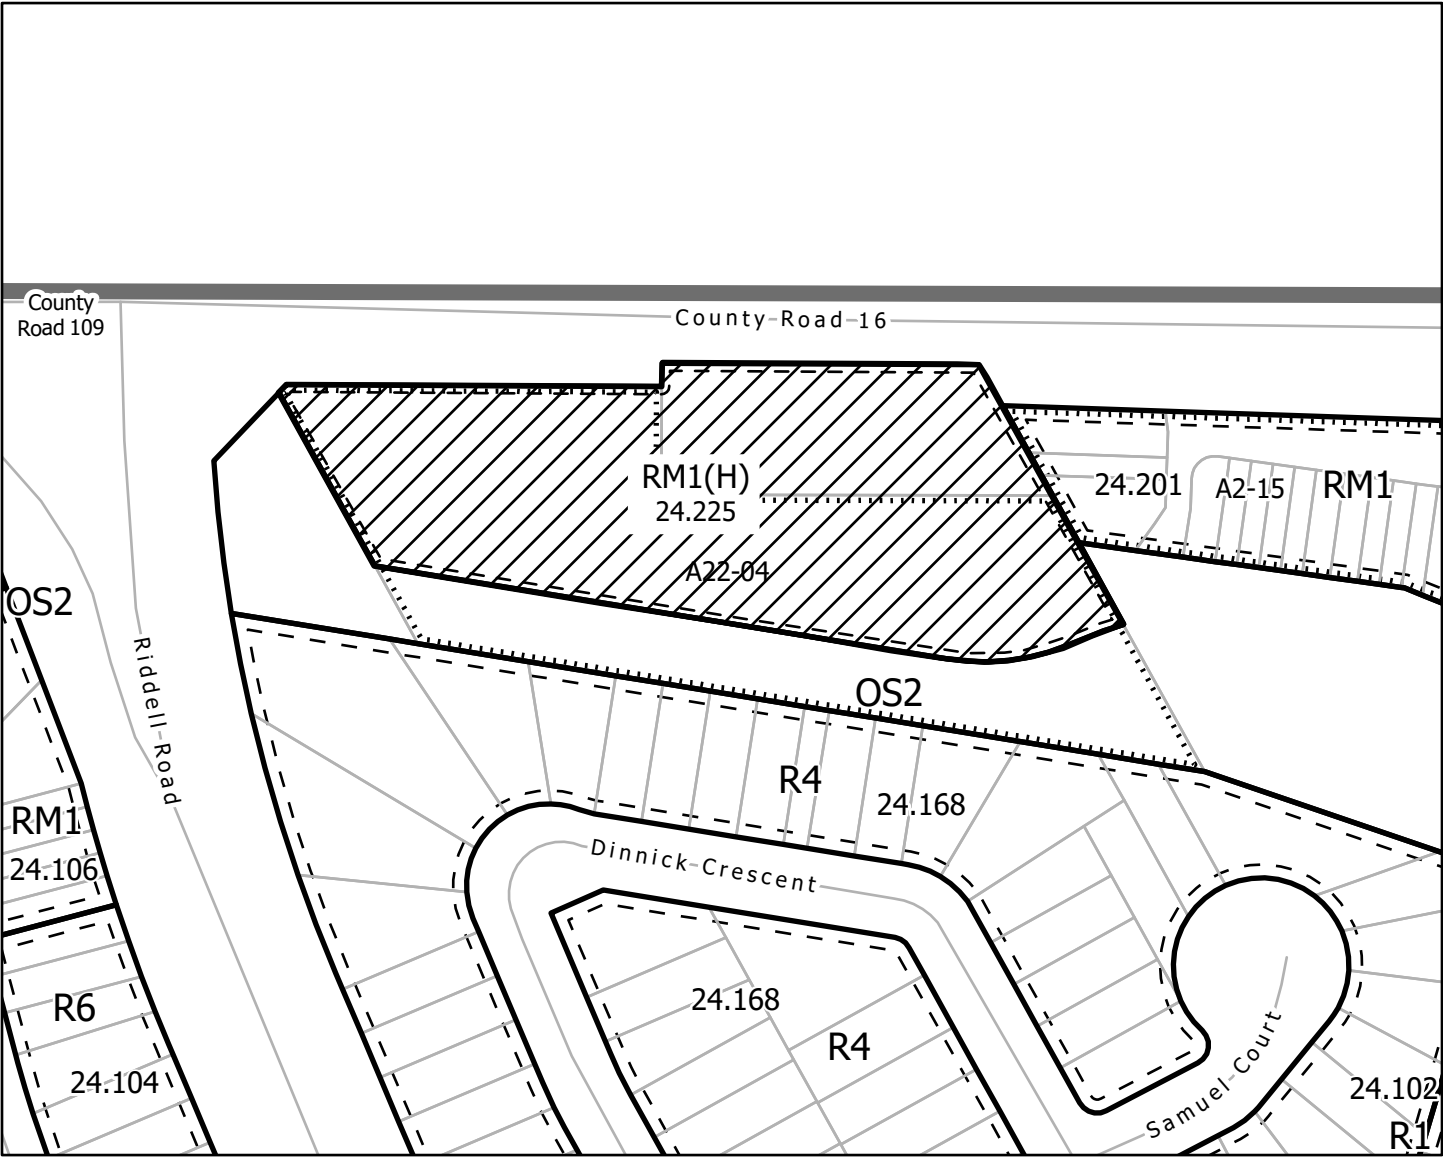 County
Road 109
County Road 16
RM1(H)
24.225
A22-04
24.201
A2-15
RM1
OS2
Riddell Road
OS2
R4
24.168
RM1
24.106
Dinnick Crescent
24.168
R4
R6
24.104
Samuel Court
24.102
R1